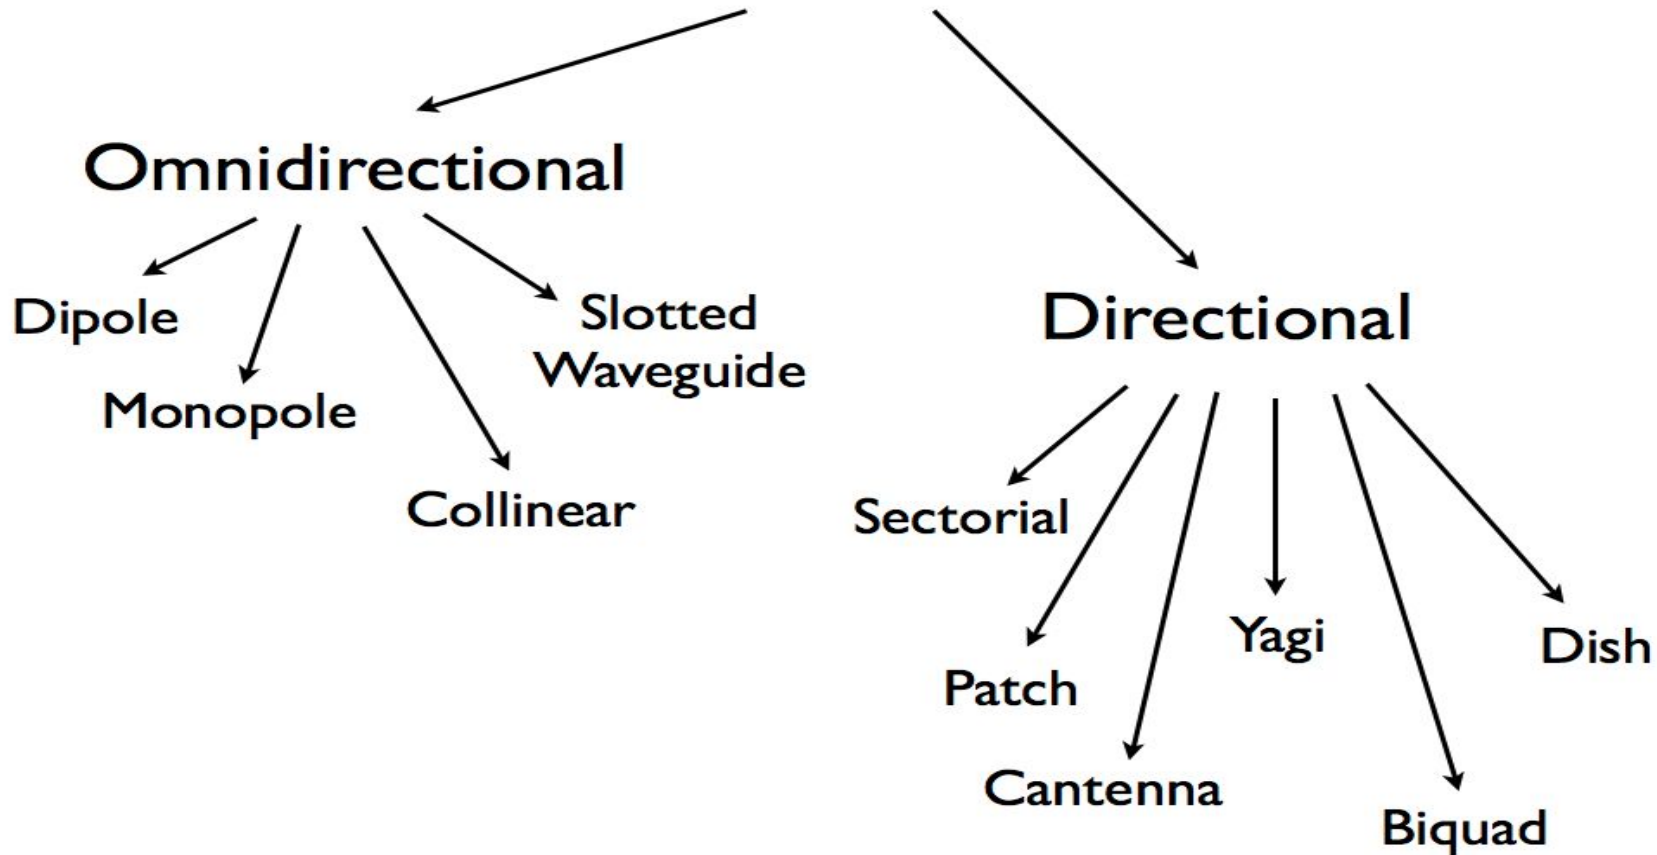 Omnidirectional
Dipole
Monopole
Collinear
Slotted
Waveguide
Directional
Sectorial
Patch
Cantenna
Yagi
Biquad
Dish